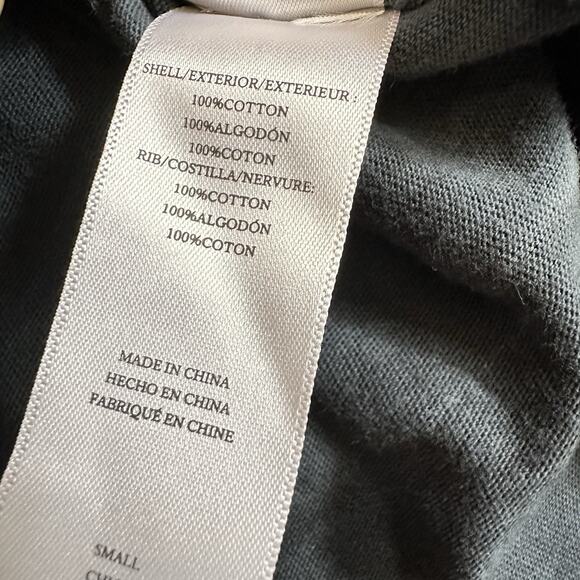 SHELL/EXTERIOR/EXTERIEUR :
100%COTTON
100%ALGODÓN
100%COTON
RIB/COSTILLA/NERVURE:
100%COTTON
100%ALGODÓN
100%COTON
MADE IN CHINA
HECHO EN CHINA
FABRIQUÉ EN CHINE
SMALL